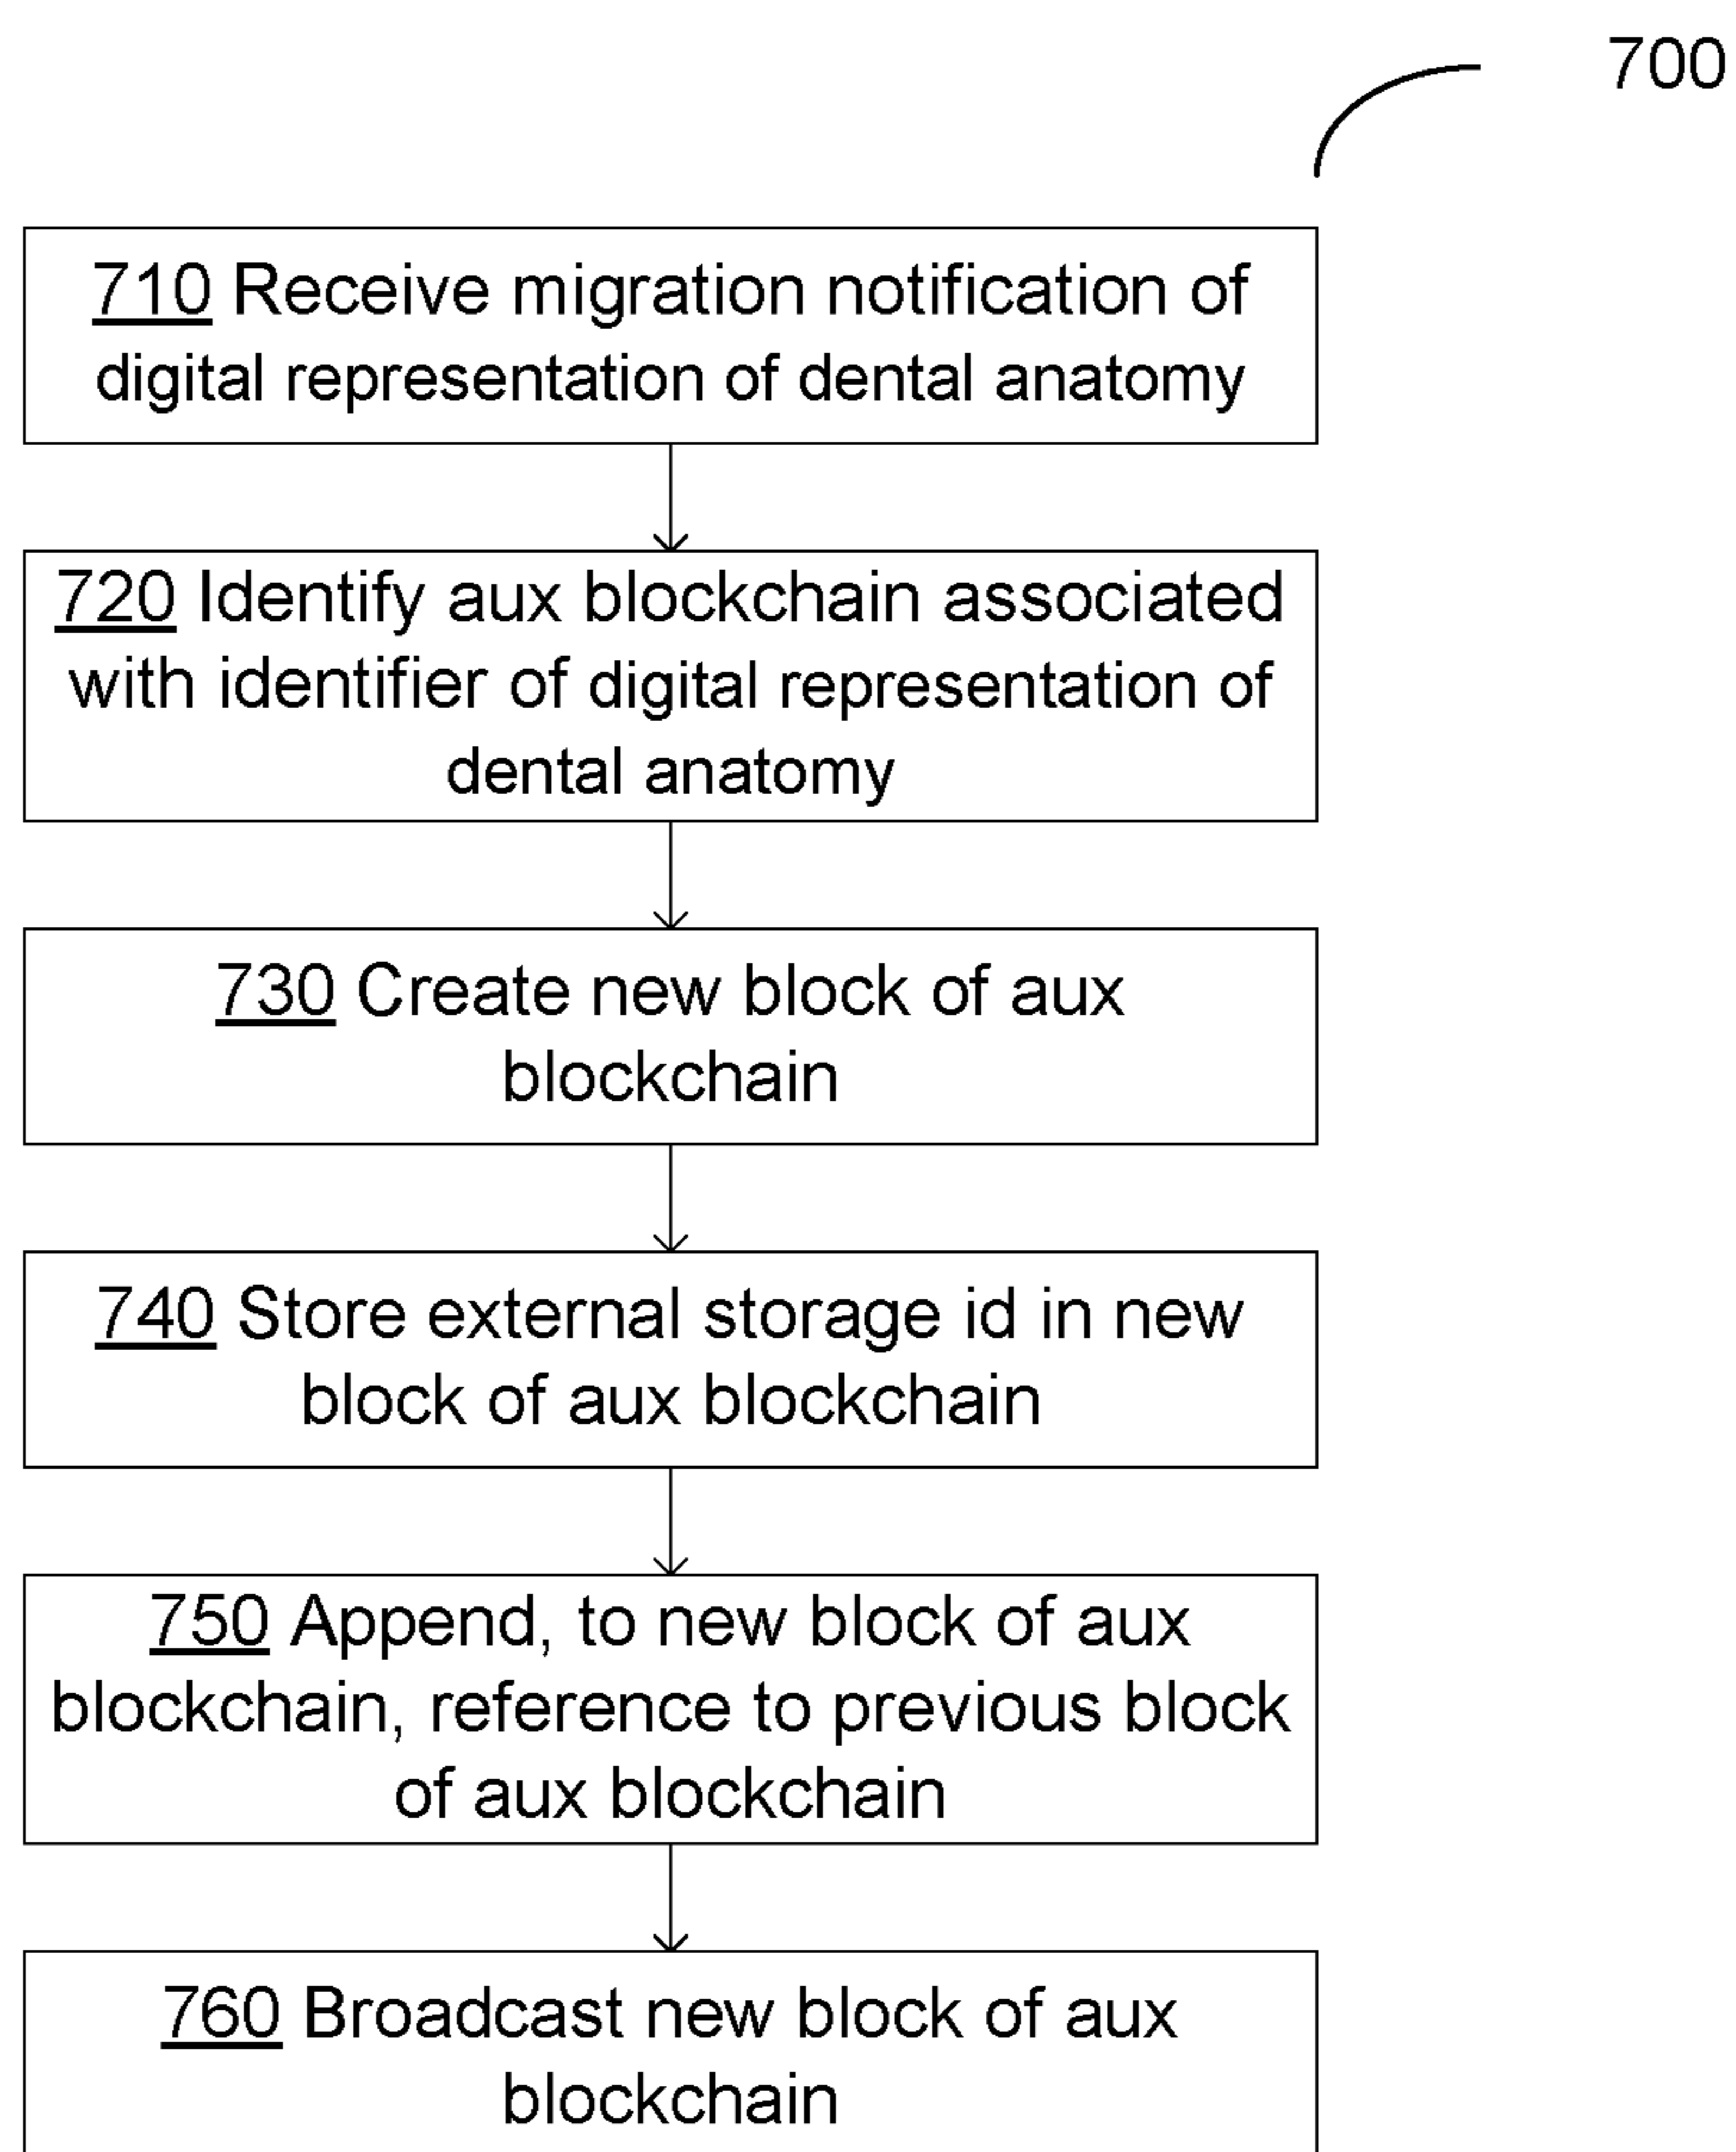 700
710 Receive migration notification of
digital representation of dental anatomy
720 Identify aux blockchain associated
with identifier of digital representation of
dental anatomy
730 Create new block of aux
blockchain
740 Store external storage id in new
block of aux blockchain
750 Append, to new block of aux
blockchain, reference to previous block
of aux blockchain
760 Broadcast new block of aux
blockchain